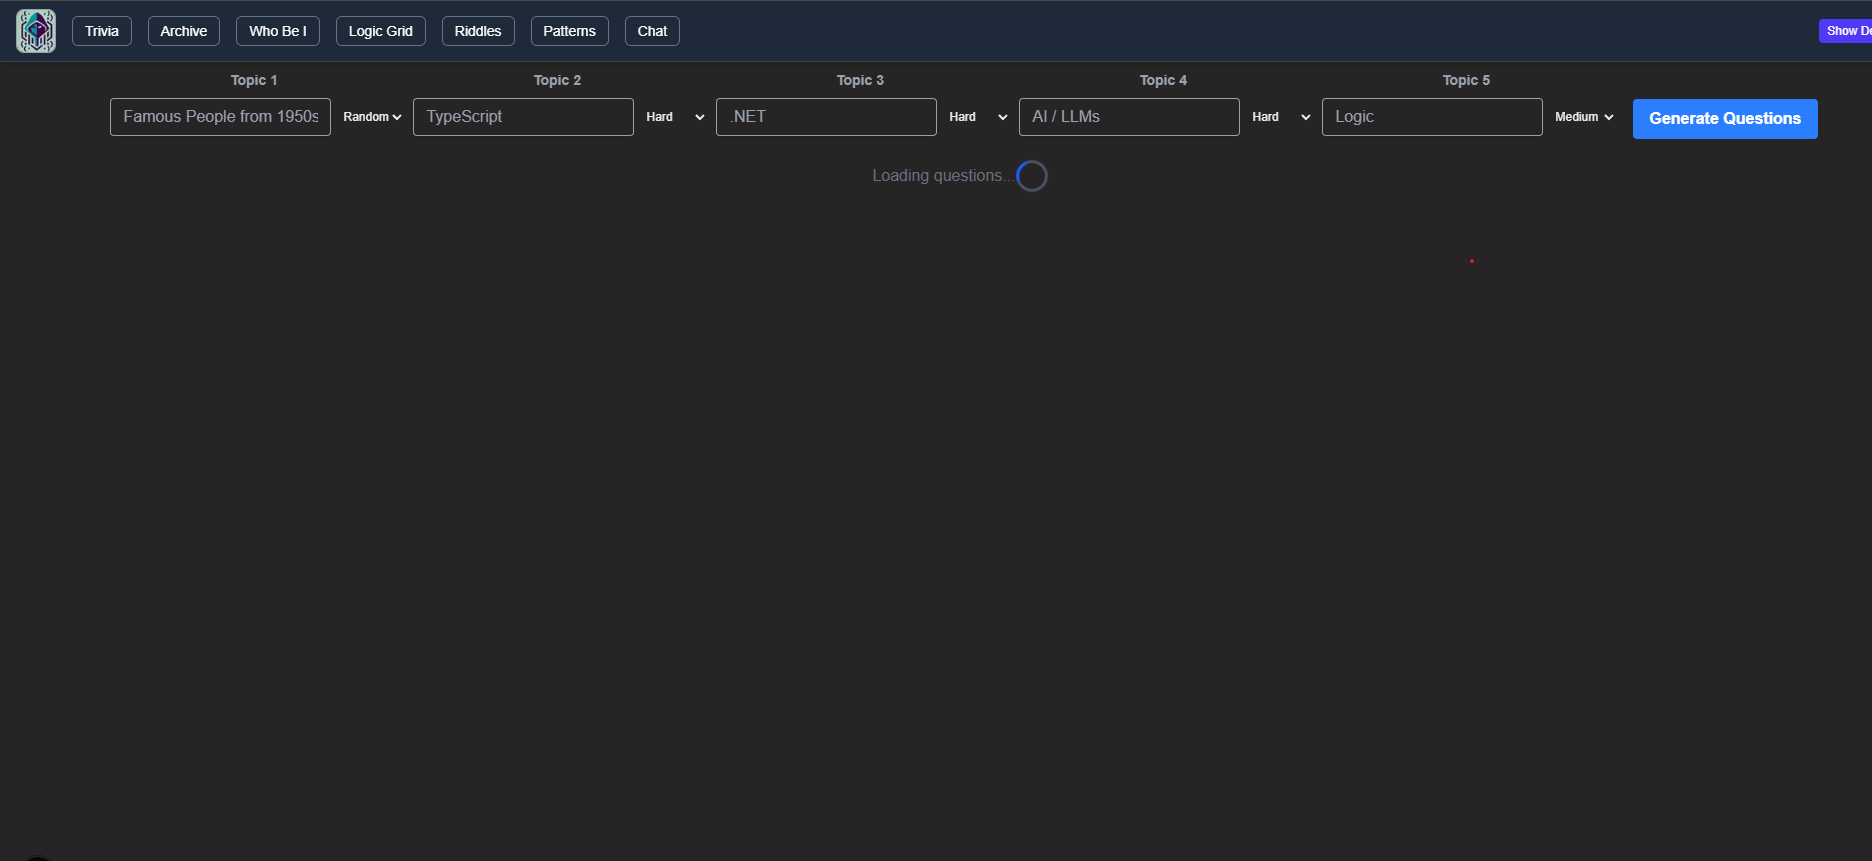 Trivia
Archive
Who Be I
Logic Grid
Riddles
Patterns
Chat
Show De
Topic 1
Topic 2
Topic 3
Topic 4
Topic 5
Famous People from 1950s
Random
TypeScript
Hard
.NET
Hard
AI / LLMs
Hard
Logic
Medium
Generate Questions
Loading questions...